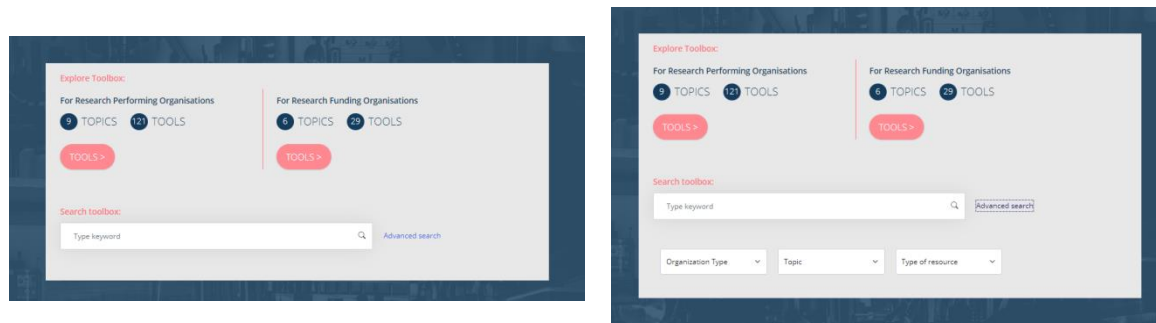 Explore Toolbox:
For Research Performing Organisations
9 TOPICS 121 TOOLS
TOOLS >
For Research Funding Organisations
6 TOPICS 29 TOOLS
TOOLS >
Search toolbox:
Type keyword
Advanced search
Explore Toolbox:
For Research Performing Organisations
9 TOPICS 121 TOOLS
TOOLS >
For Research Funding Organisations
6 TOPICS 29 TOOLS
TOOLS >
Search toolbox:
Type keyword
Advanced search
Organization Type
Topic
Type of resource